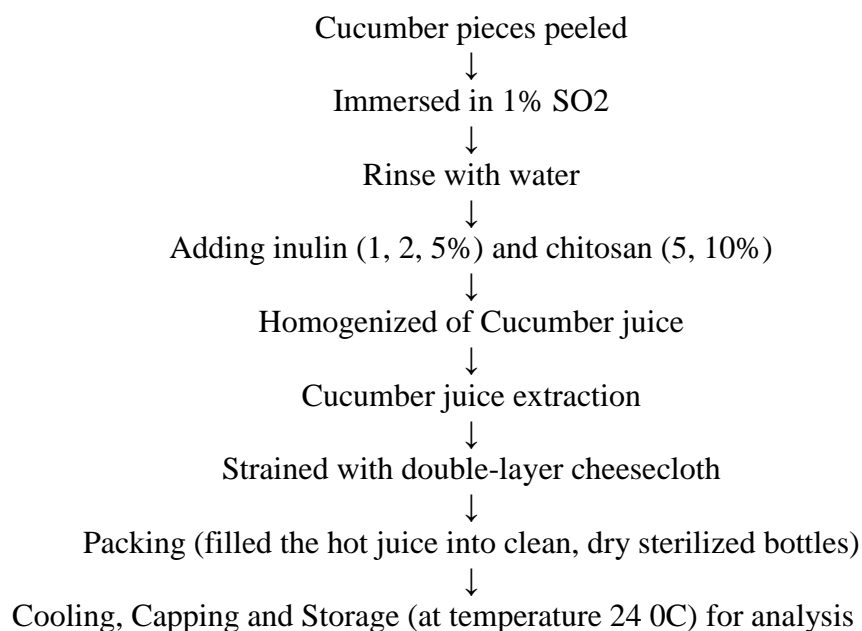 Cucumber pieces peeled
↓
Immersed in 1% SO2
↓
Rinse with water
↓
Adding inulin (1, 2, 5%) and chitosan (5, 10%)
↓
Homogenized of Cucumber juice
↓
Cucumber juice extraction
↓
Strained with double-layer cheesecloth
↓
Packing (filled the hot juice into clean, dry sterilized bottles)
↓
Cooling, Capping and Storage (at temperature 24 0C) for analysis